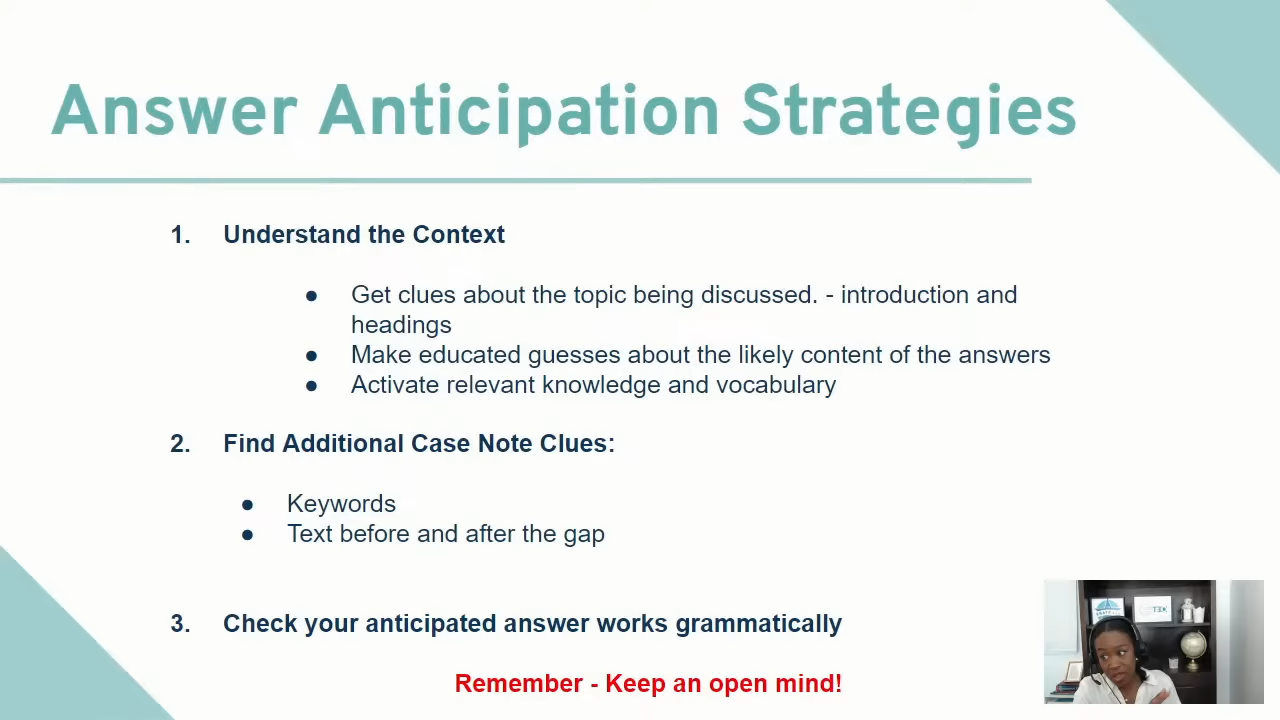 Answer Anticipation Strategies
1. Understand the Context
● Get clues about the topic being discussed. - introduction and
headings
● Make educated guesses about the likely content of the answers
● Activate relevant knowledge and vocabulary
2. Find Additional Case Note Clues:
● Keywords
● Text before and after the gap
3. Check your anticipated answer works grammatically
Remember - Keep an open mind!